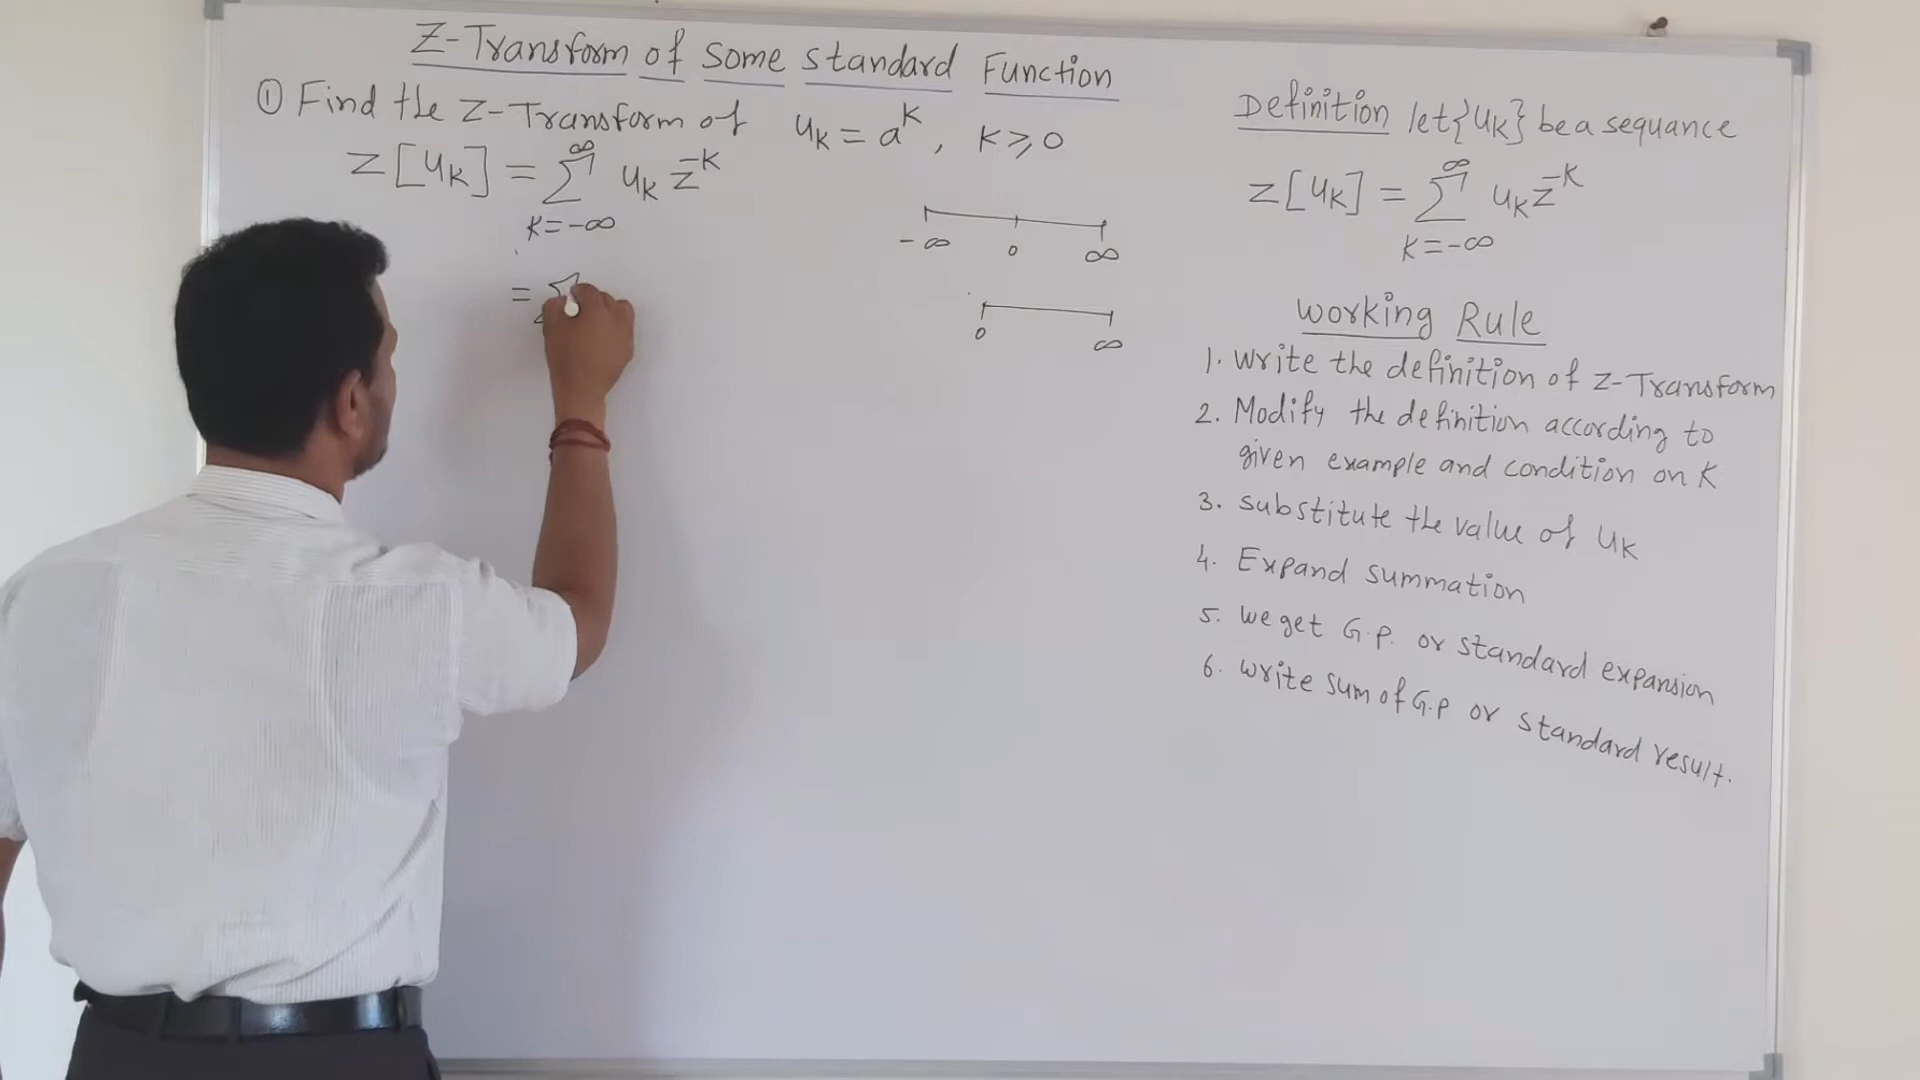 Z-Transform of some standard Function
① Find the Z-Transform of uₖ = a^k, k ≥ 0
Z[uₖ] = ∞ Σ k=-∞ uₖ z^-k
-∞ 0 ∞
= Σ
0 ∞
Definition let {uₖ} be a sequance
Z[uₖ] = ∞ Σ k=-∞ uₖ z^-k
Working Rule
1. Write the definition of Z-Transform
2. Modify the definition according to
given example and condition on K
3. Substitute the value of uₖ
4. Expand summation
5. We get G.P. or standard expansion
6. Write sum of G.P or standard result.